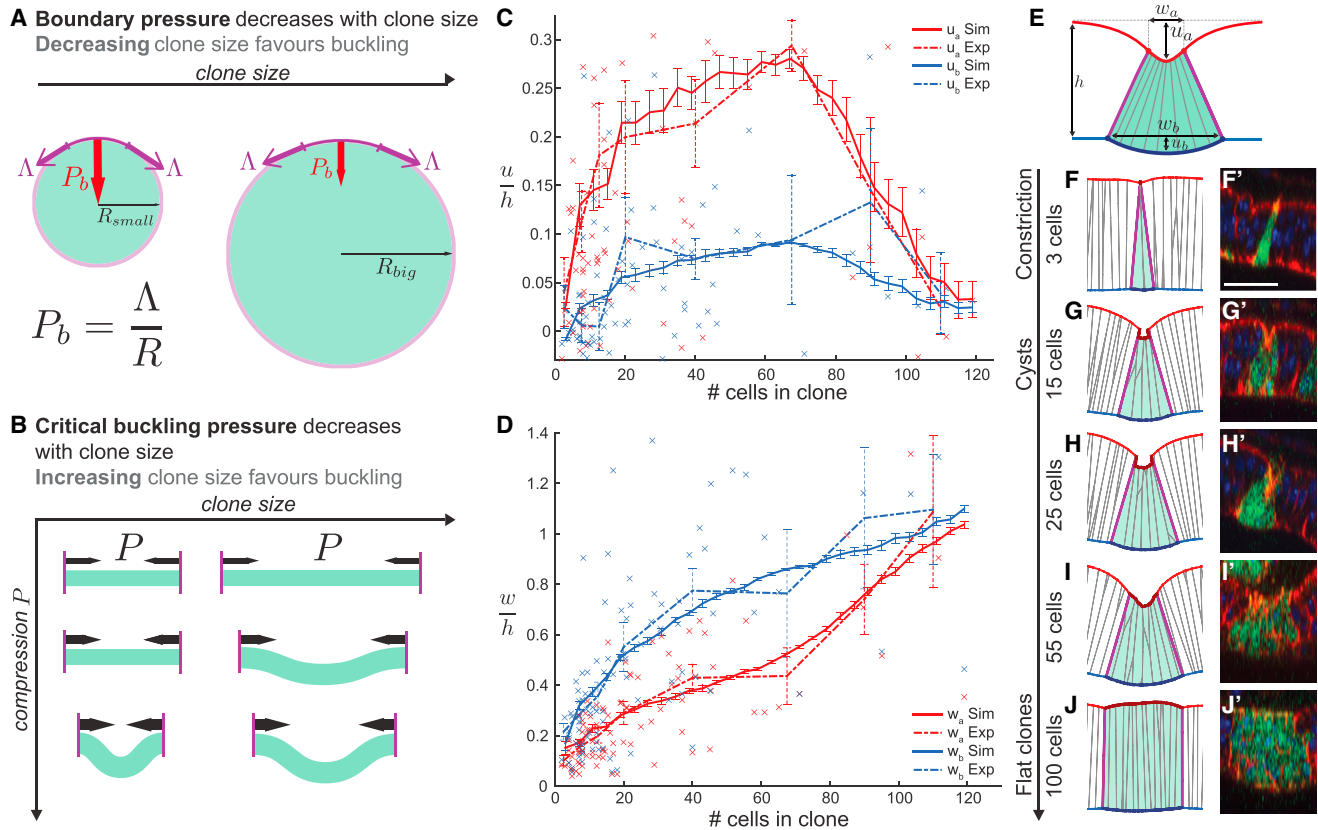 A Boundary pressure decreases with clone size
Decreasing clone size favours buckling
clone size
Λ
Λ
P_b
R_small
Λ
Λ
P_b
R_big
P_b = Λ/R
B Critical buckling pressure decreases
with clone size
Increasing clone size favours buckling
clone size
compression P
P
P
C
u/h
0.3
0.25
0.2
0.15
0.1
0.05
0
0 20 40 60 80 100 120
# cells in clone
u_a Sim
u_a Exp
u_b Sim
u_b Exp
D
w/h
1.4
1.2
1
0.8
0.6
0.4
0.2
0
0 20 40 60 80 100 120
# cells in clone
w_a Sim
w_a Exp
w_b Sim
w_b Exp
E
w_a
u_a
h
w_b
u_b
Constriction
3 cells
F F'
Cysts
15 cells
G G'
25 cells
H H'
55 cells
I I'
Flat clones
100 cells
J J'